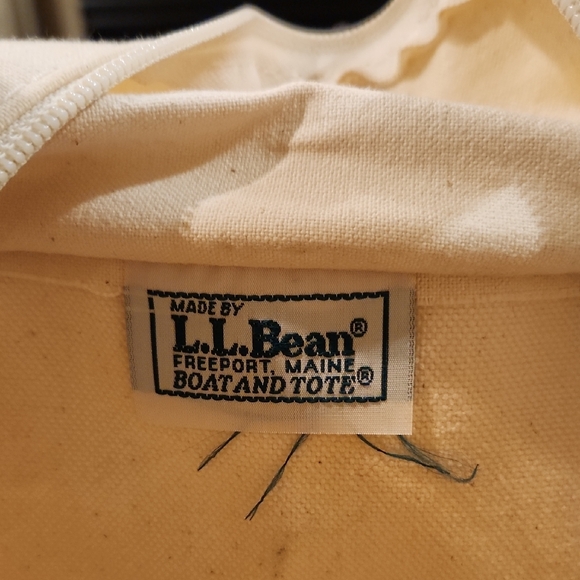 MADE BY
L.L.Bean®
FREEPORT, MAINE
BOAT AND TOTE®